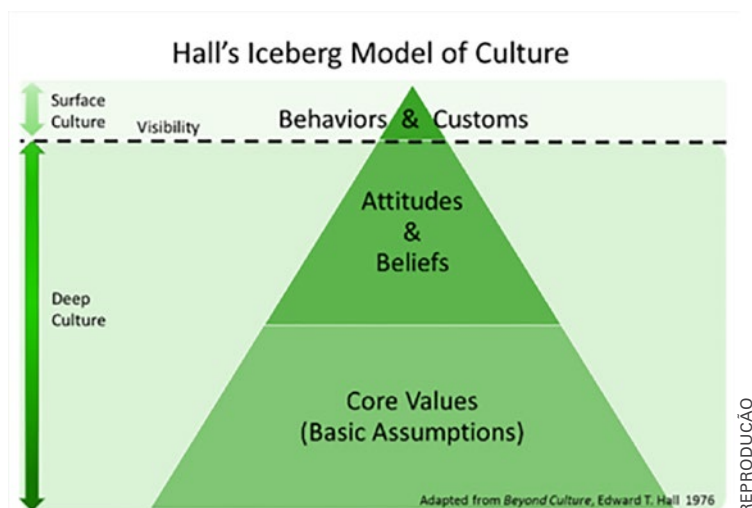 Hall's Iceberg Model of Culture
Surface
Culture
Visibility
Behaviors & Customs
Attitudes
&
Beliefs
Deep
Culture
Core Values
(Basic Assumptions)
Adapted from Beyond Culture, Edward T. Hall 1976
REPRODUÇÃO